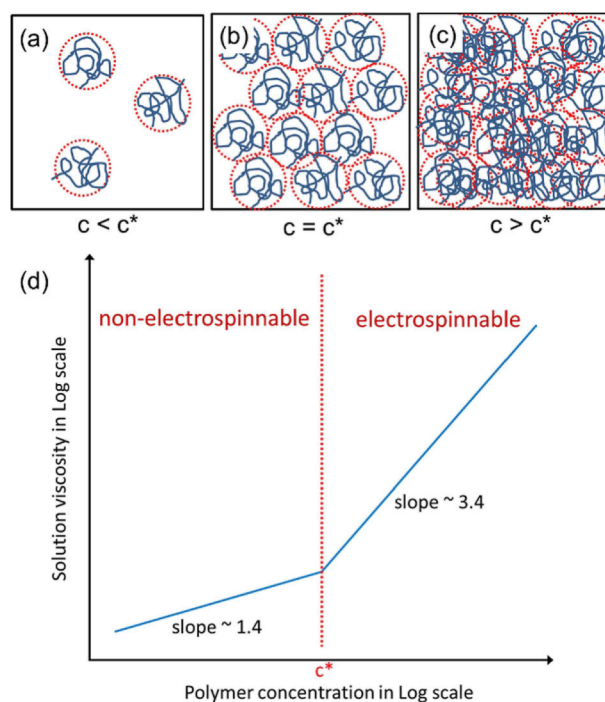 (a)
(b)
(c)
c < c*
c = c*
c > c*
(d)
non-electrospinnable
electrospinnable
Solution viscosity in Log scale
slope ~ 3.4
slope ~ 1.4
c*
Polymer concentration in Log scale